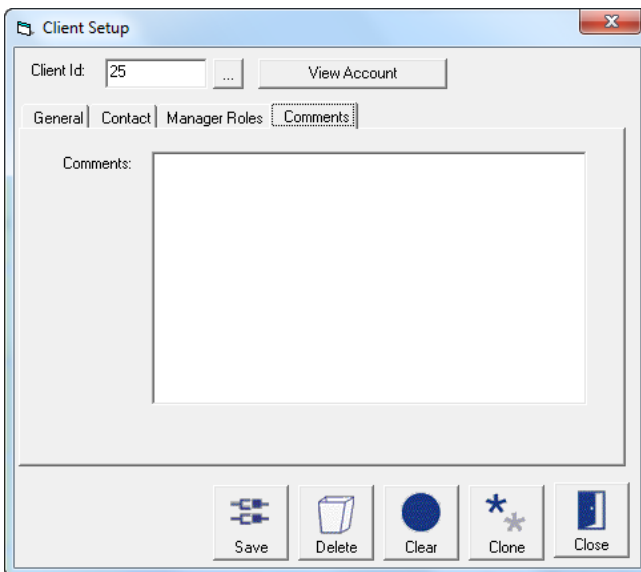 Client Setup
Client Id: 25 ... View Account
General Contact Manager Roles Comments
Comments:
Save Delete Clear Clone Close